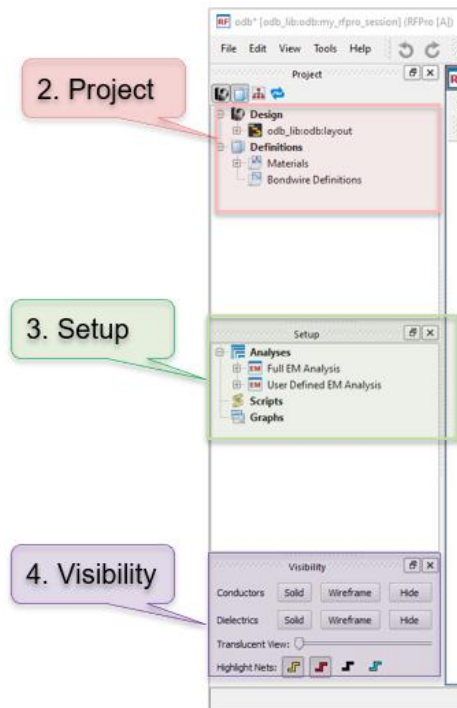 odb* [odb_lib:odb:my_rfpro_session] (RFPro [A])
File Edit View Tools Help
Project
2. Project
Design
odb_lib:odb:layout
Definitions
Materials
Bondwire Definitions
3. Setup
Setup
Analyses
EM Full EM Analysis
EM User Defined EM Analysis
Scripts
Graphs
4. Visibility
Visibility
Conductors Solid Wireframe Hide
Dielectrics Solid Wireframe Hide
Translucent View:
Highlight Nets: